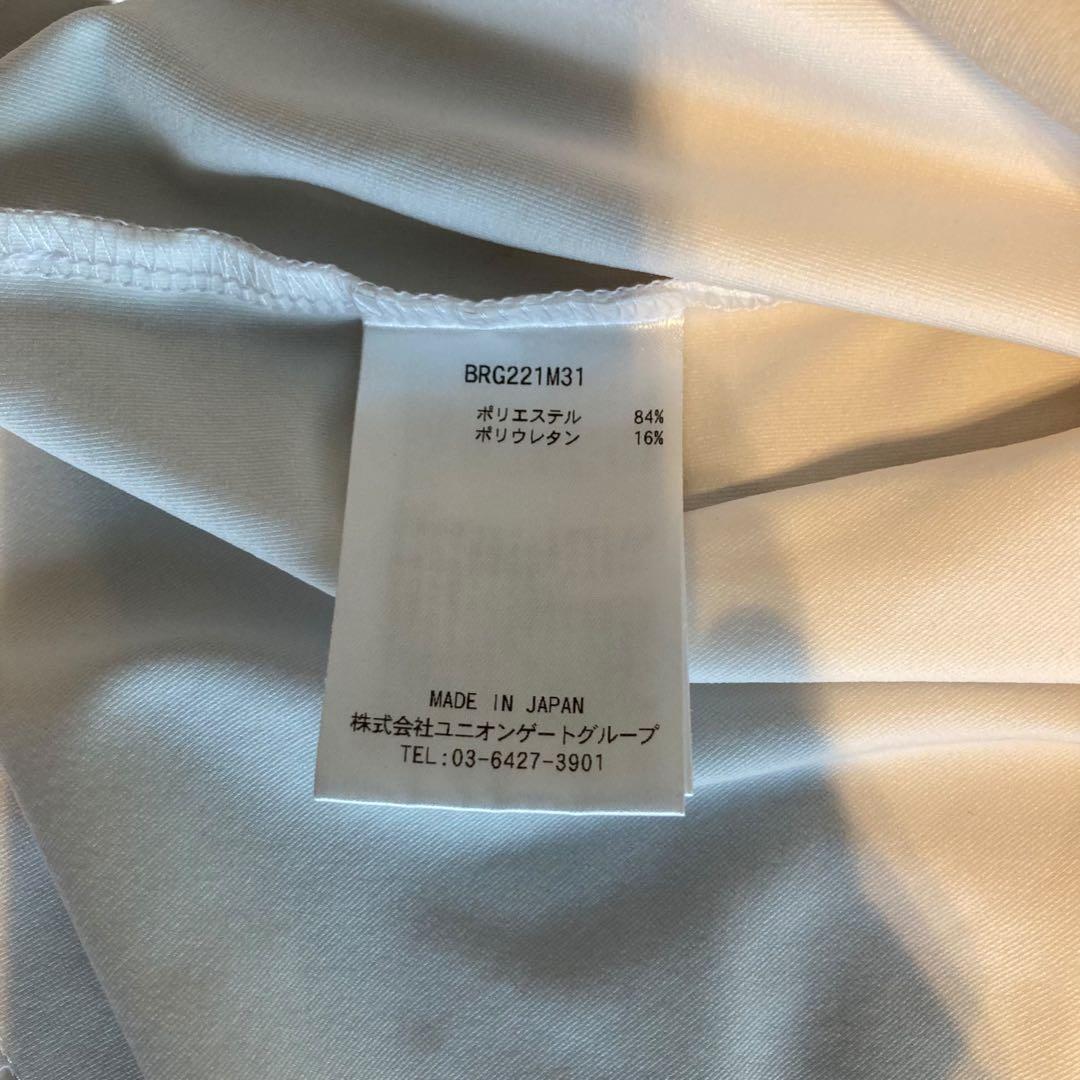 BRG221M31
ポリエステル 84%
ポリウレタン 16%
MADE IN JAPAN
株式会社ユニオンゲートグループ
TEL:03-6427-3901